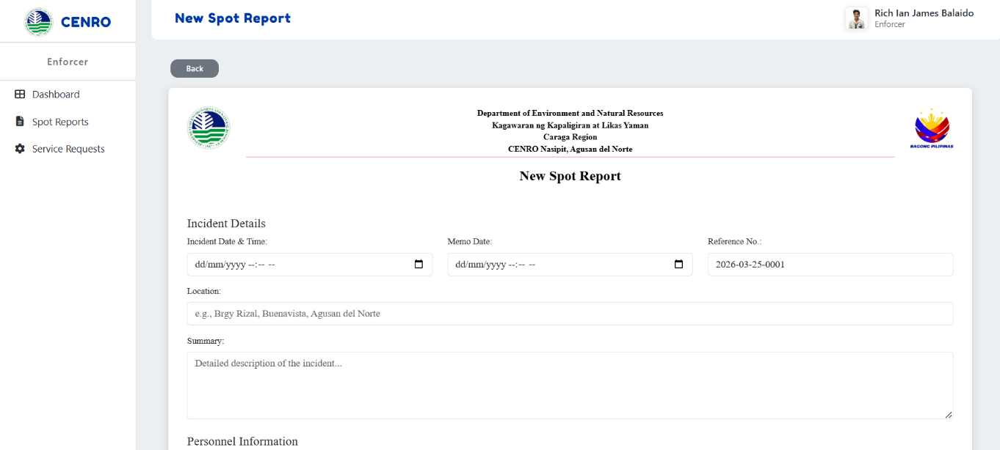 CENRO
New Spot Report
Rich Ian James Balaido
Enforcer
Enforcer
Dashboard
Spot Reports
Service Requests
Back
Department of Environment and Natural Resources
Kagawaran ng Kapaligiran at Likas Yaman
Caraga Region
CENRO Nasipit, Agusan del Norte
BAGONG PILIPINAS
New Spot Report
Incident Details
Incident Date & Time:
Memo Date:
Reference No.:
dd/mm/yyyy --:-- --
dd/mm/yyyy --:-- --
2026-03-25-0001
Location:
e.g., Brgy Rizal, Buenavista, Agusan del Norte
Summary:
Detailed description of the incident...
Personnel Information